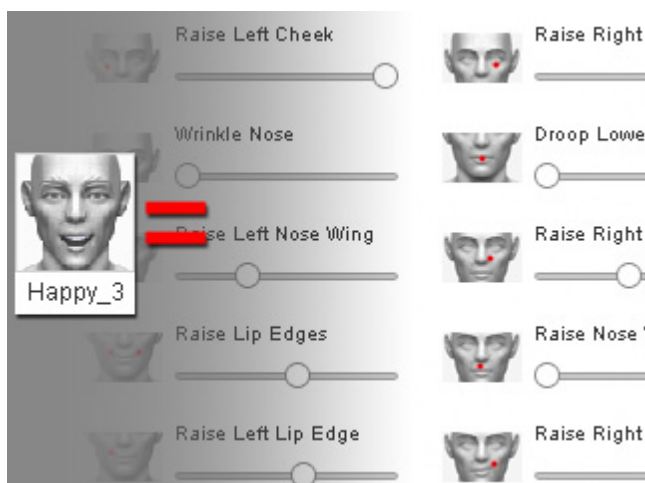 Raise Left Cheek
Raise Right
Wrinkle Nose
Droop Lowe
Happy_3
Raise Left Nose Wing
Raise Right
Raise Lip Edges
Raise Nose
Raise Left Lip Edge
Raise Right